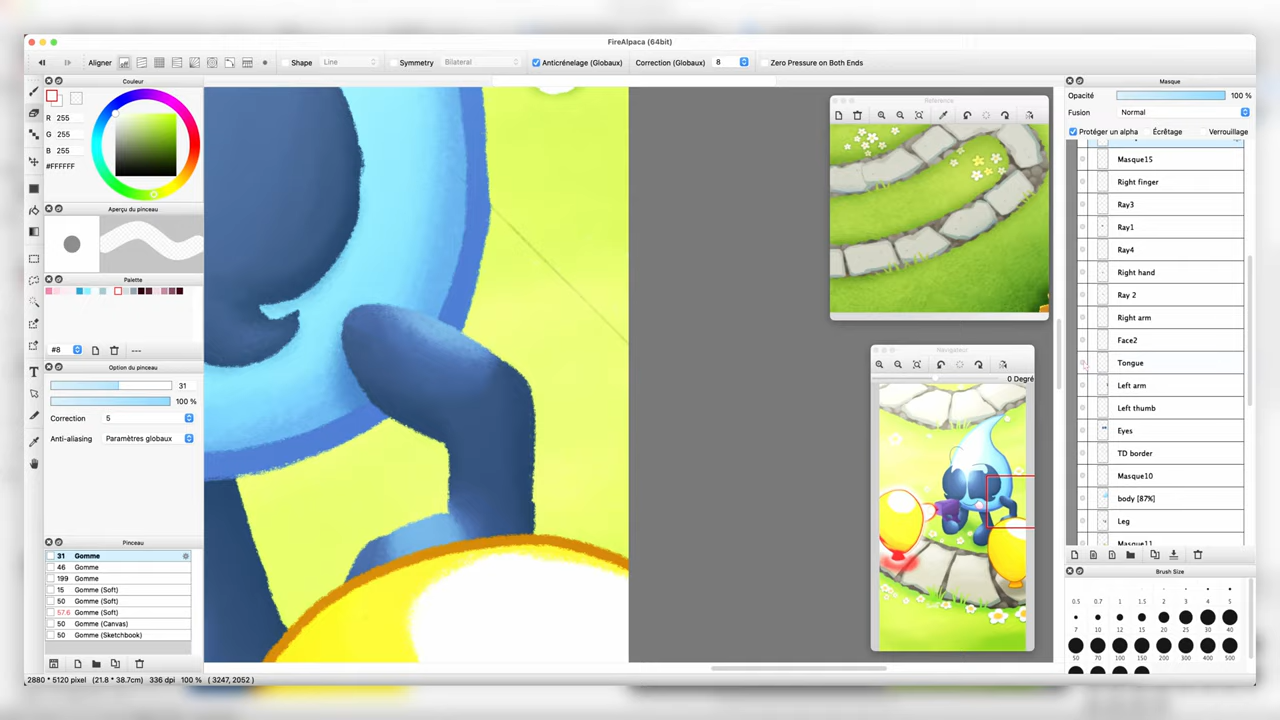 FireAlpaca (64bit)
Aligner
Shape
Line
Symmetry
Bilateral
Anticrénelage (Globaux)
Correction (Globaux)
8
Zero Pressure on Both Ends
Couleur
R 255
G 255
B 255
#FFFFFF
Aperçu du pinceau
Palette
#8
---
Option du pinceau
31
100 %
Correction
5
Anti-aliasing
Paramètres globaux
Pinceau
31 Gomme
46 Gomme
199 Gomme
15 Gomme (Soft)
50 Gomme (Soft)
57.6 Gomme (Soft)
50 Gomme (Canvas)
50 Gomme (Sketchbook)
2880 * 5120 pixel (21.8 * 38.7cm) 336 dpi 100 % ( 3247, 2052 )
Référence
Navigateur
0 Degré
Masque
Opacité
100 %
Fusion
Normal
Protéger un alpha
Écrêtage
Verrouillage
Masque15
Right finger
Ray3
Ray1
Ray4
Right hand
Ray 2
Right arm
Face2
Tongue
Left arm
Left thumb
Eyes
TD border
Masque10
body [87%]
Leg
Masque11
Brush Size
0.5 0.7 1 1.5 2 3 4 5
7 10 12 15 20 25 30 40
50 70 100 150 200 300 400 500